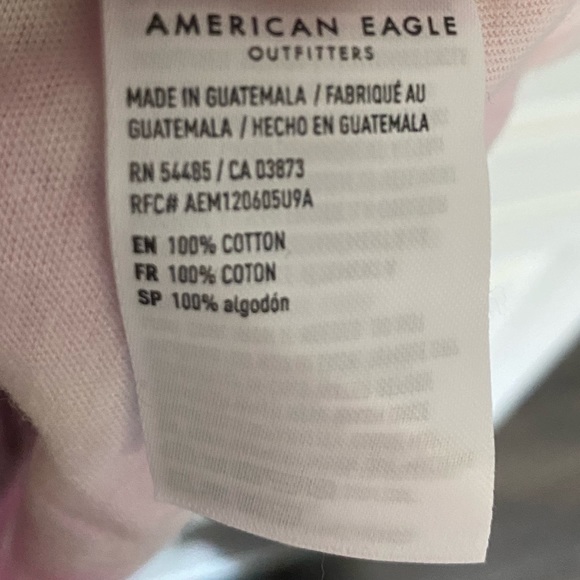 AMERICAN EAGLE
OUTFITTERS
MADE IN GUATEMALA / FABRIQUÉ AU
GUATEMALA / HECHO EN GUATEMALA
RN 54485 / CA 03873
RFC# AEM120605U9A
EN 100% COTTON
FR 100% COTON
SP 100% algodón